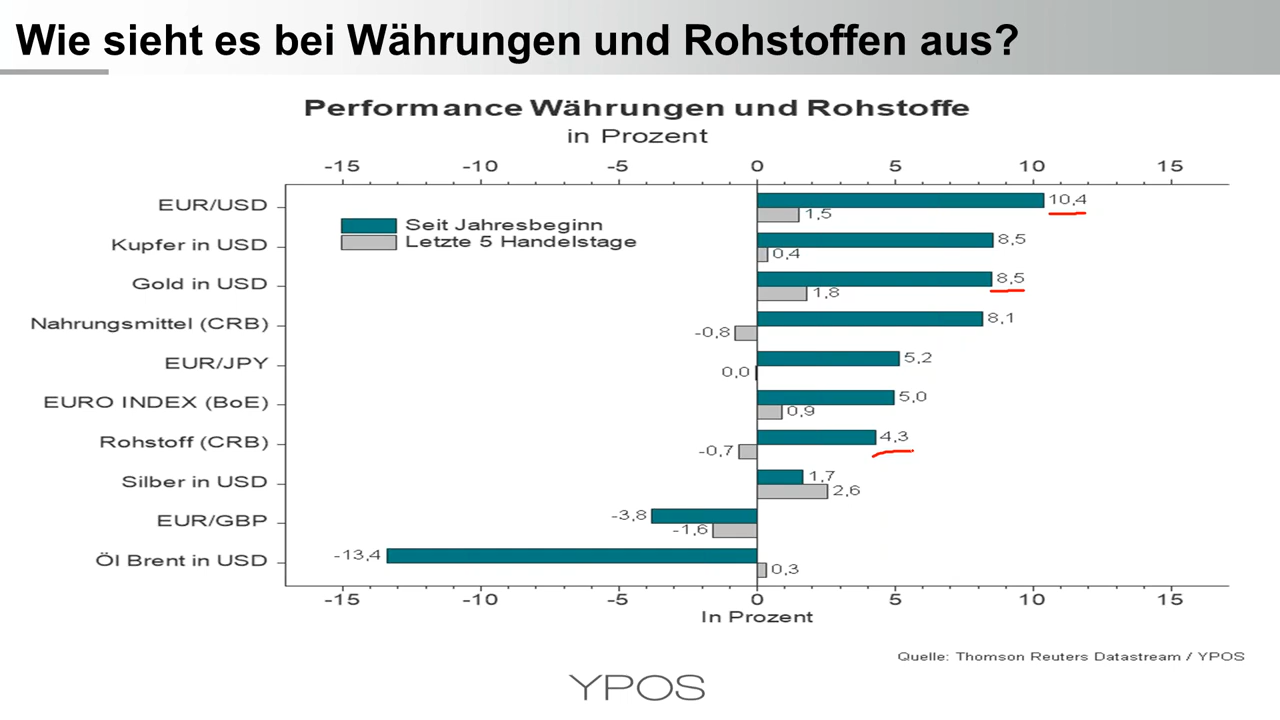 Wie sieht es bei Währungen und Rohstoffen aus?
Performance Währungen und Rohstoffe
in Prozent
-15 -10 -5 0 5 10 15
Seit Jahresbeginn
Letzte 5 Handelstage
EUR/USD 10,4 1,5
Kupfer in USD 8,5 0,4
Gold in USD 8,5 1,8
Nahrungsmittel (CRB) 8,1 -0,8
EUR/JPY 5,2 0,0
EURO INDEX (BoE) 5,0 0,9
Rohstoff (CRB) 4,3 -0,7
Silber in USD 1,7 2,6
EUR/GBP -3,8 -1,6
Öl Brent in USD -13,4 0,3
-15 -10 -5 0 5 10 15
In Prozent
Quelle: Thomson Reuters Datastream / YPOS
YPOS